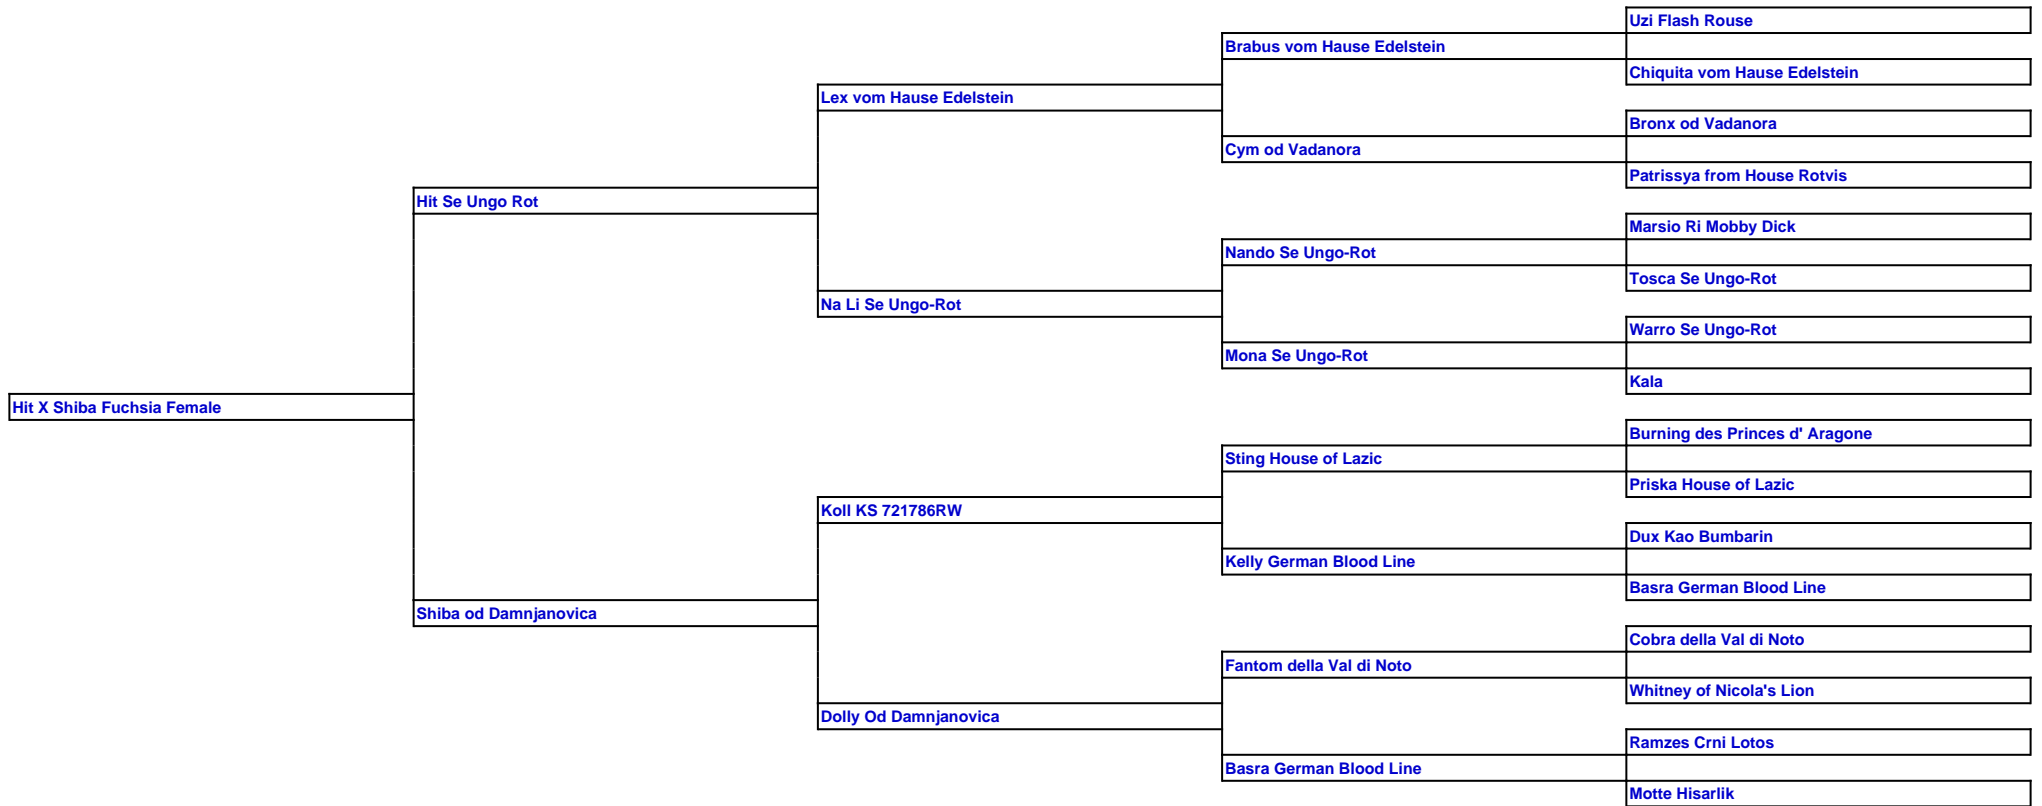 Uzi Flash Rouse
Brabus vom Hause Edelstein
Chiquita vom Hause Edelstein
Lex vom Hause Edelstein
Bronx od Vadanora
Cym od Vadanora
Patrissya from House Rotvis
Hit Se Ungo Rot
Marsio Ri Mobby Dick
Nando Se Ungo-Rot
Tosca Se Ungo-Rot
Na Li Se Ungo-Rot
Warro Se Ungo-Rot
Mona Se Ungo-Rot
Kala
Hit X Shiba Fuchsia Female
Burning des Princes d' Aragone
Sting House of Lazic
Priska House of Lazic
Koll KS 721786RW
Dux Kao Bumbarin
Kelly German Blood Line
Basra German Blood Line
Shiba od Damnjanovica
Cobra della Val di Noto
Fantom della Val di Noto
Whitney of Nicola's Lion
Dolly Od Damnjanovica
Ramzes Crni Lotos
Basra German Blood Line
Motte Hisarlik